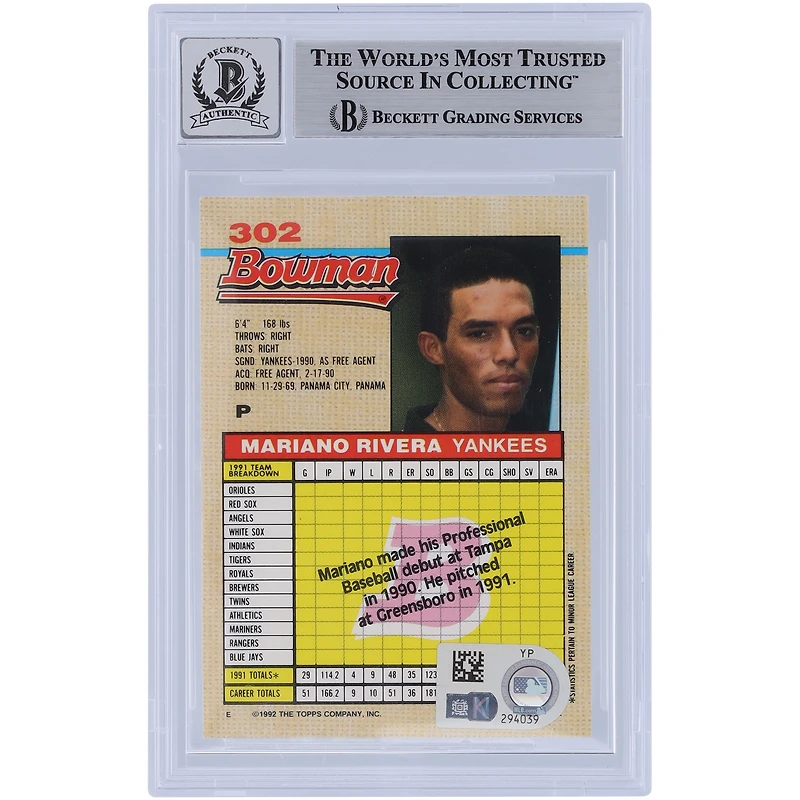 BECKETT
B
AUTHENTIC
THE WORLD'S MOST TRUSTED
SOURCE IN COLLECTING™
B BECKETT GRADING SERVICES
302
Bowman®
6'4" 168 lbs
THROWS: RIGHT
BATS: RIGHT
SGND: YANKEES-1990, AS FREE AGENT
ACQ: FREE AGENT, 2-17-90
BORN: 11-29-69, PANAMA CITY, PANAMA
P
MARIANO RIVERA YANKEES
1991 TEAM
BREAKDOWN G IP W L R ER SO BB GS CG SHO SV ERA
ORIOLES
RED SOX
ANGELS
WHITE SOX
INDIANS
TIGERS
ROYALS
BREWERS
TWINS
ATHLETICS
MARINERS
RANGERS
BLUE JAYS
B
Mariano made his Professional
Baseball debut at Tampa
in 1990. He pitched
at Greensboro in 1991.
1991 TOTALS* 29 114.2 4 9 48 35 123
CAREER TOTALS 51 166.2 9 10 51 36 181
*STATISTICS PERTAIN TO MINOR LEAGUE CAREER
E ©1992 THE TOPPS COMPANY, INC.
YP
294039